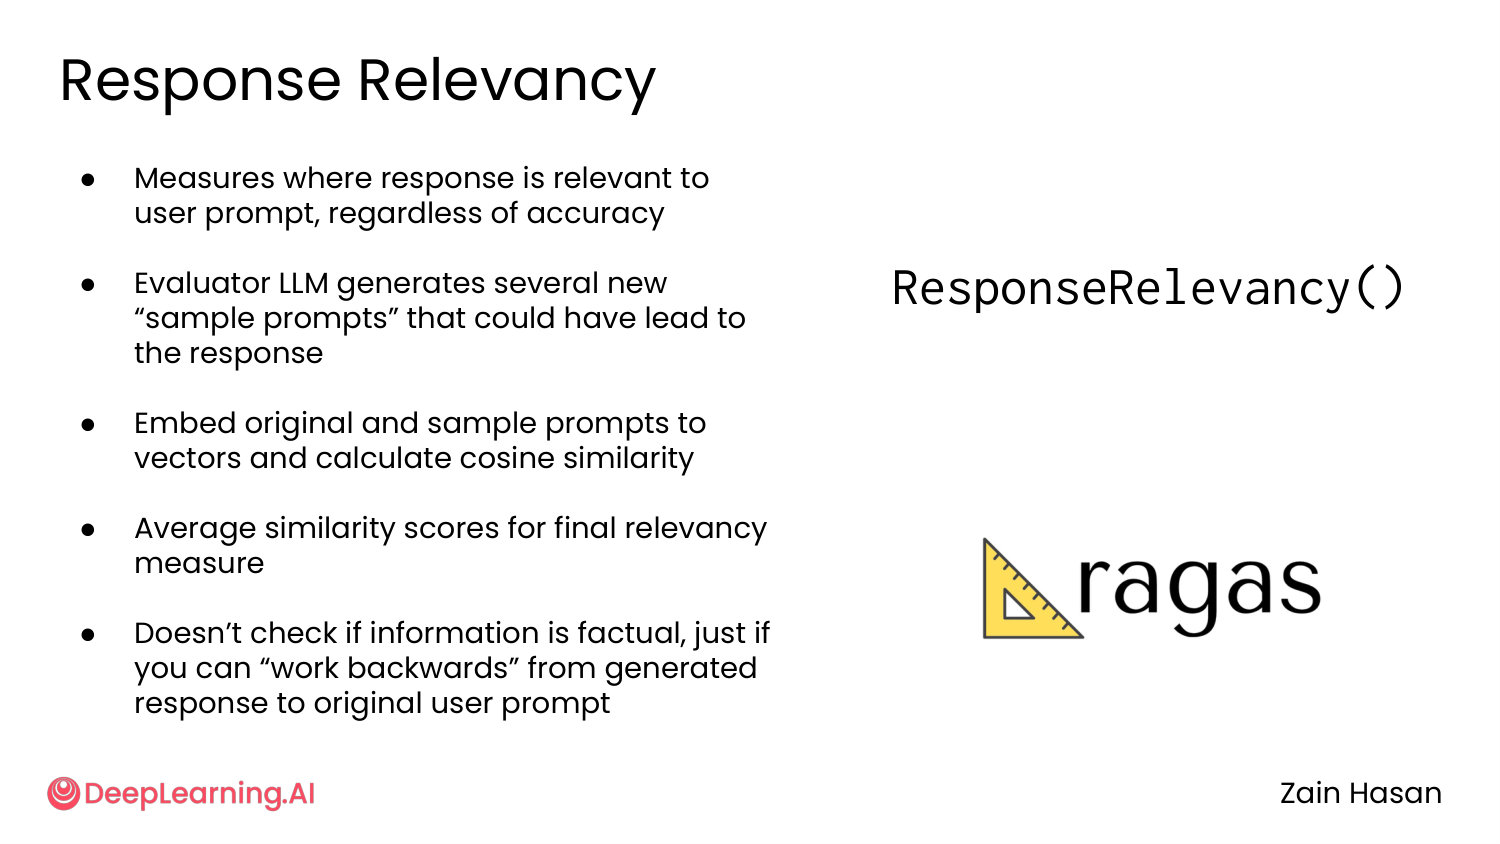 Response Relevancy
● Measures where response is relevant to
user prompt, regardless of accuracy
● Evaluator LLM generates several new
“sample prompts” that could have lead to
the response
● Embed original and sample prompts to
vectors and calculate cosine similarity
● Average similarity scores for final relevancy
measure
● Doesn’t check if information is factual, just if
you can “work backwards” from generated
response to original user prompt
ResponseRelevancy()
ragas
DeepLearning.AI
Zain Hasan